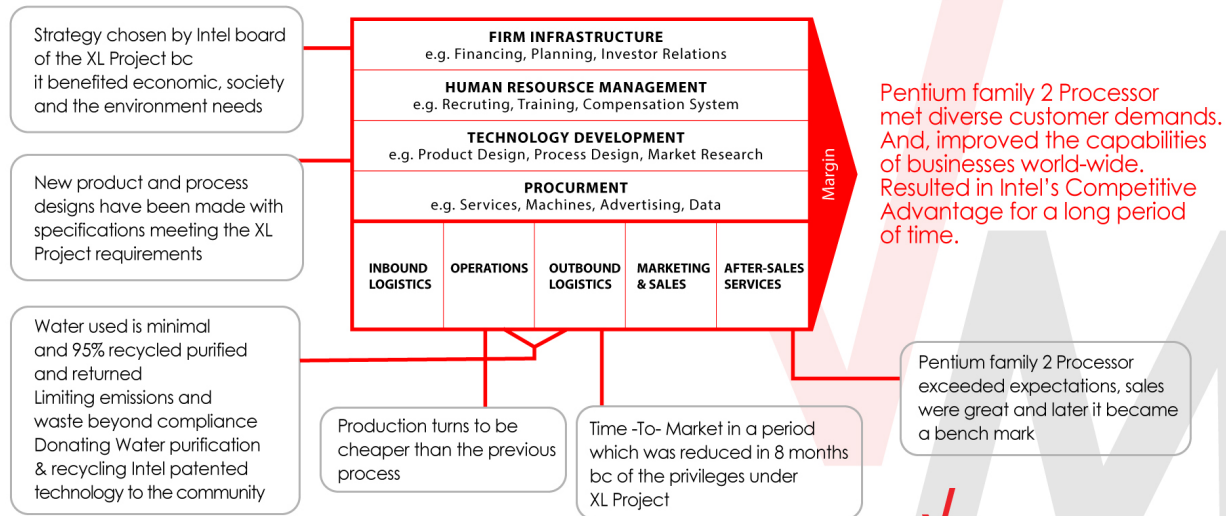 Strategy chosen by Intel board
of the XL Project bc
it benefited economic, society
and the environment needs
New product and process
designs have been made with
specifications meeting the XL
Project requirements
Water used is minimal
and 95% recycled purified
and returned
Limiting emissions and
waste beyond compliance
Donating Water purification
& recycling Intel patented
technology to the community
FIRM INFRASTRUCTURE
e.g. Financing, Planning, Investor Relations
HUMAN RESOURSCE MANAGEMENT
e.g. Recruting, Training, Compensation System
TECHNOLOGY DEVELOPMENT
e.g. Product Design, Process Design, Market Research
PROCURMENT
e.g. Services, Machines, Advertising, Data
INBOUND
LOGISTICS
OPERATIONS
OUTBOUND
LOGISTICS
MARKETING
& SALES
AFTER-SALES
SERVICES
Margin
Pentium family 2 Processor
met diverse customer demands.
And, improved the capabilities
of businesses world-wide.
Resulted in Intel's Competitive
Advantage for a long period
of time.
Production turns to be
cheaper than the previous
process
Time -To- Market in a period
which was reduced in 8 months
bc of the privileges under
XL Project
Pentium family 2 Processor
exceeded expectations, sales
were great and later it became
a bench mark